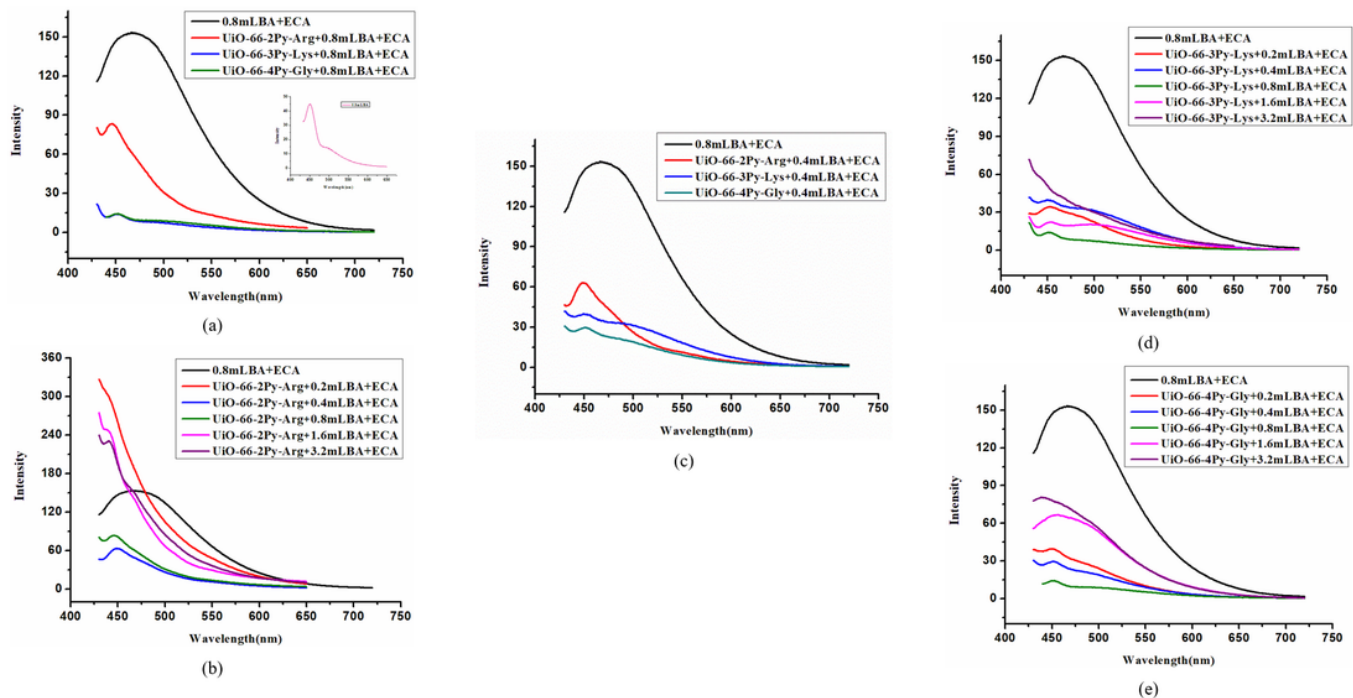 0.8mLBA+ECA
UiO-66-2Py-Arg+0.8mLBA+ECA
UiO-66-3Py-Lys+0.8mLBA+ECA
UiO-66-4Py-Gly+0.8mLBA+ECA
150
120
90
60
30
0
Intensity
400 450 500 550 600 650 700 750
Wavelength(nm)
(a)
0.8mLBA+ECA
UiO-66-2Py-Arg+0.2mLBA+ECA
UiO-66-2Py-Arg+0.4mLBA+ECA
UiO-66-2Py-Arg+0.8mLBA+ECA
UiO-66-2Py-Arg+1.6mLBA+ECA
UiO-66-2Py-Arg+3.2mLBA+ECA
360
300
240
180
120
60
0
Intensity
400 450 500 550 600 650 700 750
Wavelength(nm)
(b)
0.8mLBA+ECA
UiO-66-2Py-Arg+0.4mLBA+ECA
UiO-66-3Py-Lys+0.4mLBA+ECA
UiO-66-4Py-Gly+0.4mLBA+ECA
150
120
90
60
30
0
Intensity
400 450 500 550 600 650 700 750
Wavelength(nm)
(c)
0.8mLBA+ECA
UiO-66-3Py-Lys+0.2mLBA+ECA
UiO-66-3Py-Lys+0.4mLBA+ECA
UiO-66-3Py-Lys+0.8mLBA+ECA
UiO-66-3Py-Lys+1.6mLBA+ECA
UiO-66-3Py-Lys+3.2mLBA+ECA
150
120
90
60
30
0
Intensity
400 450 500 550 600 650 700 750
Wavelength(nm)
(d)
0.8mLBA+ECA
UiO-66-4Py-Gly+0.2mLBA+ECA
UiO-66-4Py-Gly+0.4mLBA+ECA
UiO-66-4Py-Gly+0.8mLBA+ECA
UiO-66-4Py-Gly+1.6mLBA+ECA
UiO-66-4Py-Gly+3.2mLBA+ECA
150
120
90
60
30
0
Intensity
400 450 500 550 600 650 700 750
Wavelength(nm)
(e)